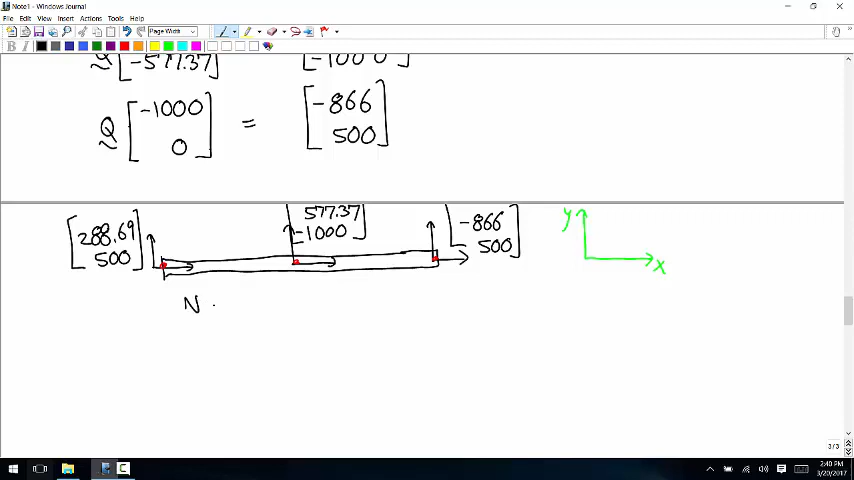 Note1 - Windows Journal
File Edit View Insert Actions Tools Help
Page Width
B I
[-577.37] [-1000]
Q [-1000 = [-866
0] 500]
[288.69 [577.37 [-866 y
500] -1000] 500] x
N .
3/3
2:40 PM
3/20/2017